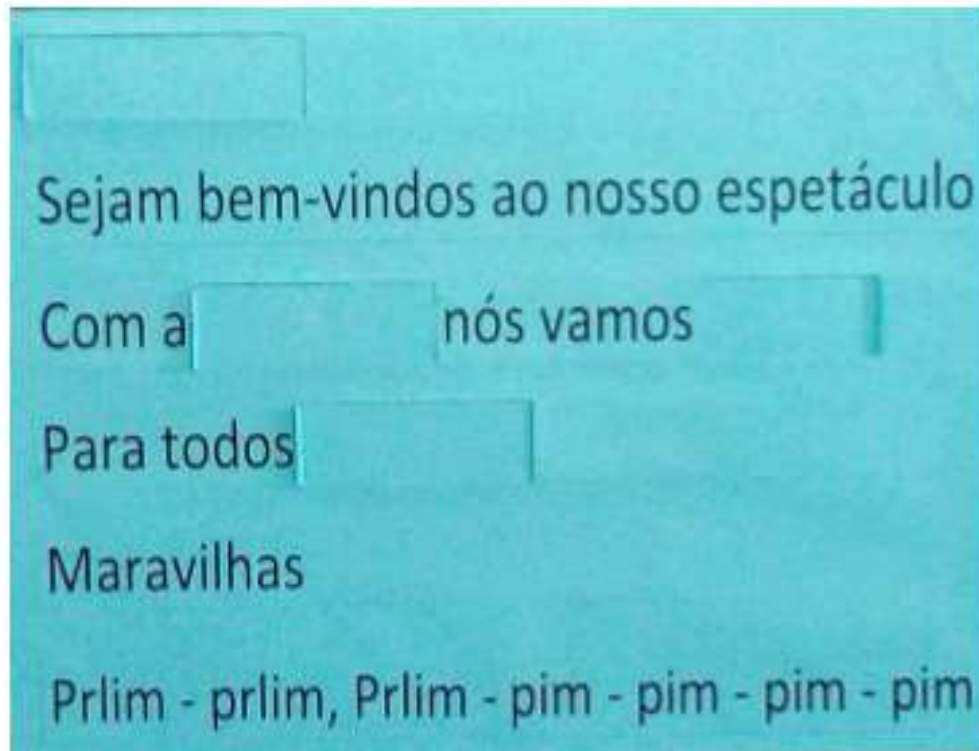 Sejam bem-vindos ao nosso espetáculo
Com a nós vamos
Para todos
Maravilhas
Prlim - prlim, Prlim - pim - pim - pim - pim